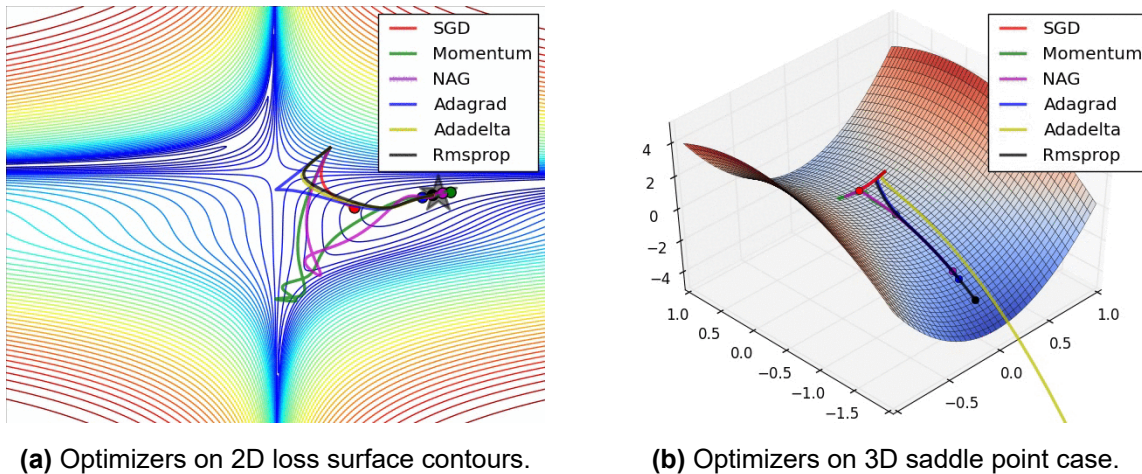 SGD
Momentum
NAG
Adagrad
Adadelta
Rmsprop
(a) Optimizers on 2D loss surface contours.
SGD
Momentum
NAG
Adagrad
Adadelta
Rmsprop
4
2
0
−2
−4
1.0
0.5
0.0
−0.5
−1.0
−1.5
−0.5
0.0
0.5
1.0
(b) Optimizers on 3D saddle point case.